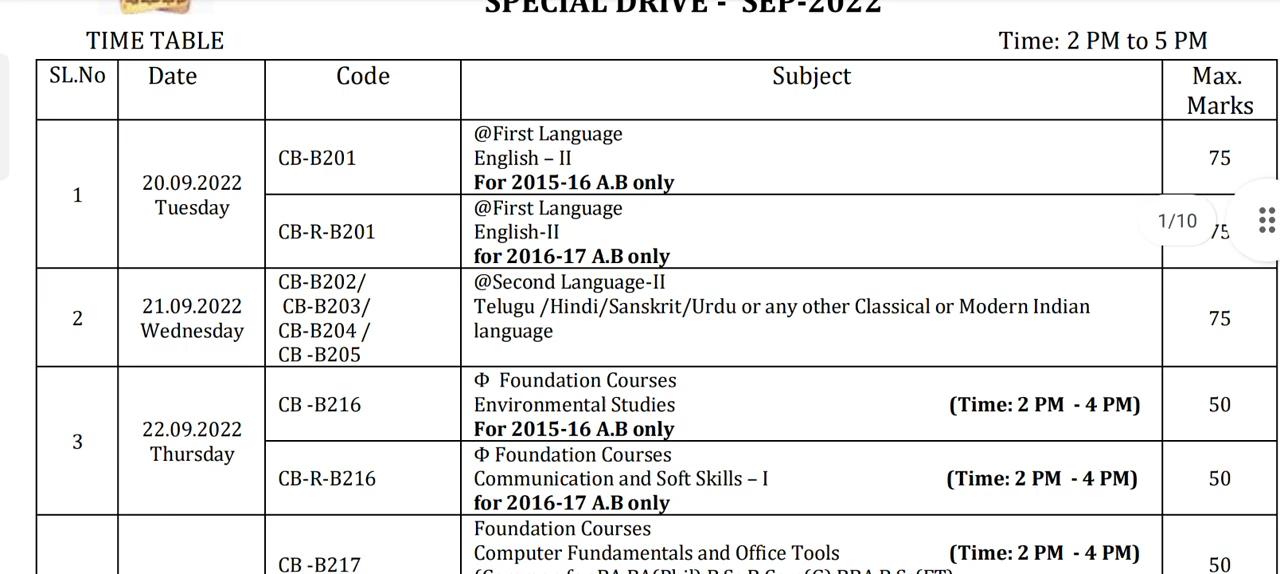 SPECIAL DRIVE - SEP-2022
TIME TABLE
Time: 2 PM to 5 PM
SL.No Date Code Subject Max. Marks
1
20.09.2022
Tuesday
CB-B201
@First Language
English – II
For 2015-16 A.B only
75
CB-R-B201
@First Language
English-II
for 2016-17 A.B only
75
1/10
2
21.09.2022
Wednesday
CB-B202/
CB-B203/
CB-B204 /
CB -B205
@Second Language-II
Telugu /Hindi/Sanskrit/Urdu or any other Classical or Modern Indian
language
75
3
22.09.2022
Thursday
CB -B216
Φ Foundation Courses
Environmental Studies (Time: 2 PM - 4 PM)
For 2015-16 A.B only
50
CB-R-B216
Φ Foundation Courses
Communication and Soft Skills – I (Time: 2 PM - 4 PM)
for 2016-17 A.B only
50
CB -B217
Foundation Courses
Computer Fundamentals and Office Tools (Time: 2 PM - 4 PM)
50